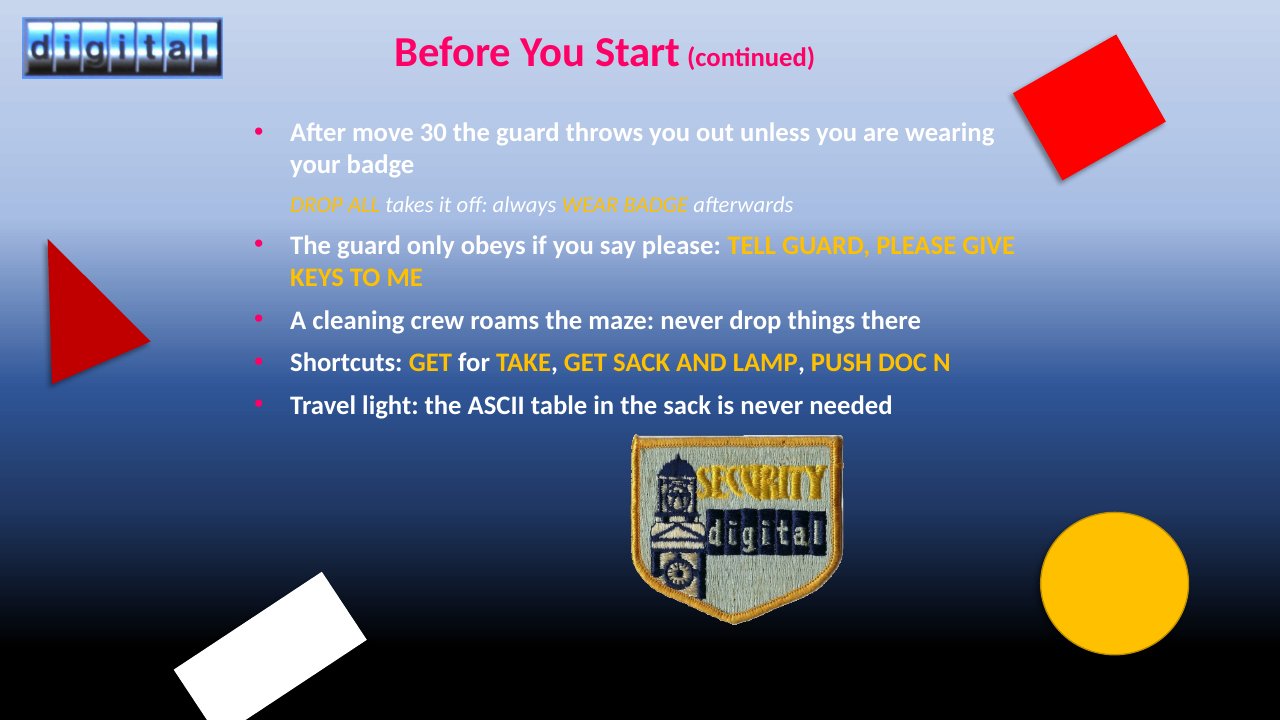 digital
Before You Start (continued)
• After move 30 the guard throws you out unless you are wearing
your badge
DROP ALL takes it off: always WEAR BADGE afterwards
• The guard only obeys if you say please: TELL GUARD, PLEASE GIVE
KEYS TO ME
• A cleaning crew roams the maze: never drop things there
• Shortcuts: GET for TAKE, GET SACK AND LAMP, PUSH DOC N
• Travel light: the ASCII table in the sack is never needed
SECURITY
digital